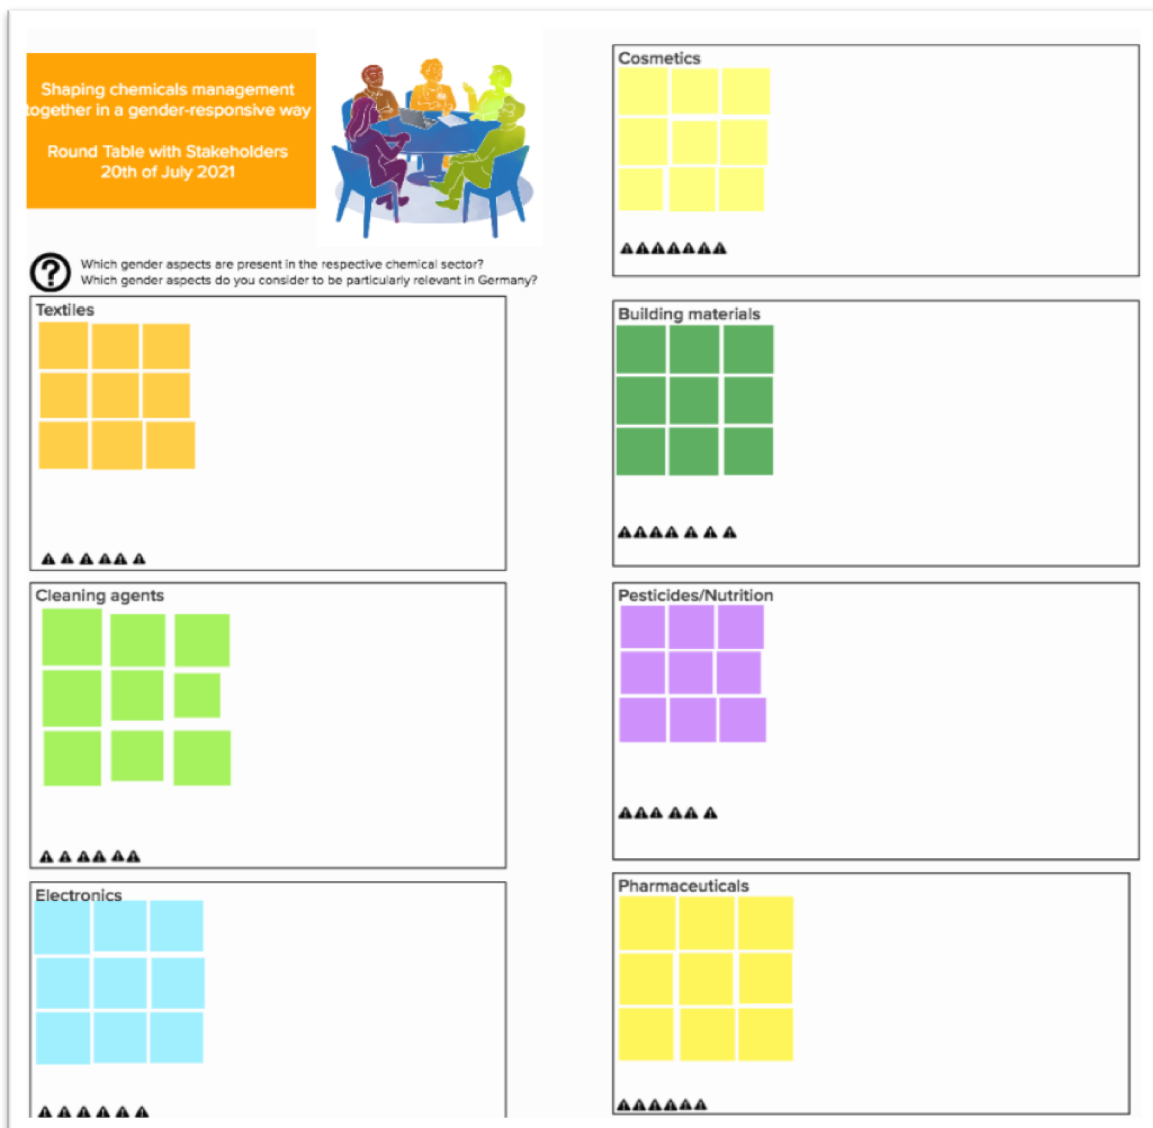 Shaping chemicals management
together in a gender-responsive way
Round Table with Stakeholders
20th of July 2021
?
Which gender aspects are present in the respective chemical sector?
Which gender aspects do you consider to be particularly relevant in Germany?
Textiles
Cleaning agents
Electronics
Cosmetics
Building materials
Pesticides/Nutrition
Pharmaceuticals